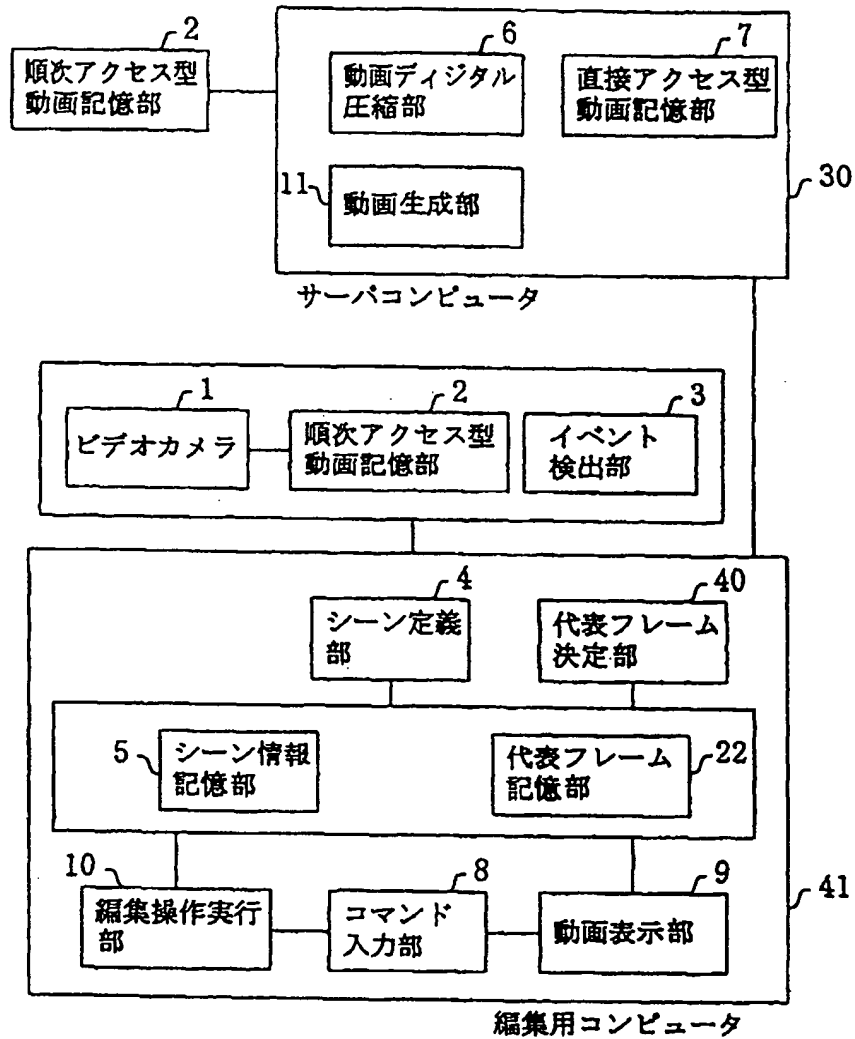 2
順次アクセス型
動画記憶部
6
動画ディジタル
圧縮部
7
直接アクセス型
動画記憶部
11
動画生成部
30
サーバコンピュータ
1
ビデオカメラ
2
順次アクセス型
動画記憶部
3
イベント
検出部
4
シーン定義
部
40
代表フレーム
決定部
5
シーン情報
記憶部
代表フレーム
記憶部
22
10
編集操作実行
部
8
コマンド
入力部
9
動画表示部
41
編集用コンピュータ